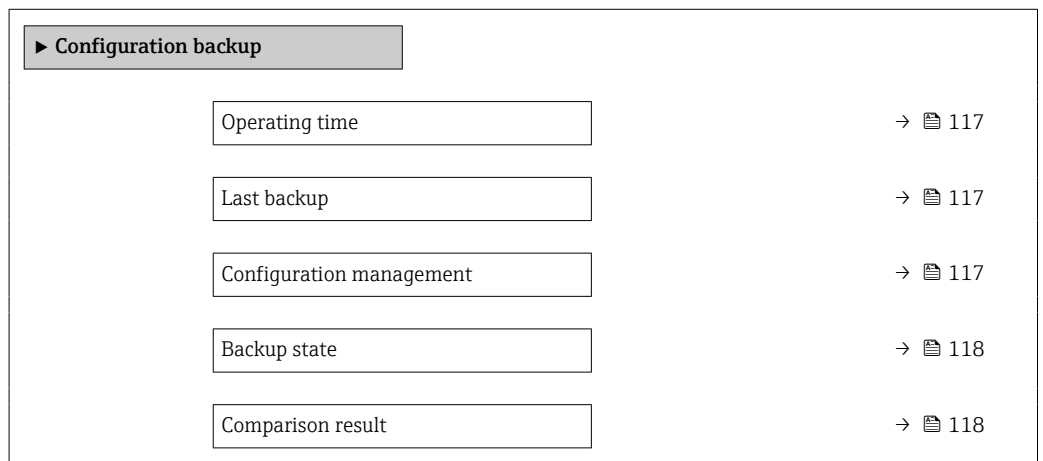 ▶ Configuration backup
Operating time → 117
Last backup → 117
Configuration management → 117
Backup state → 118
Comparison result → 118